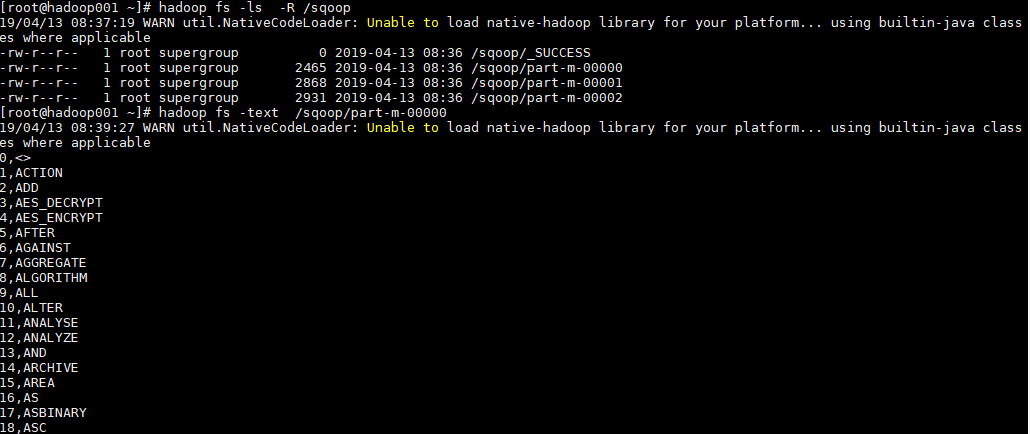 [root@hadoop001 ~]# hadoop fs -ls  -R /sqoop
19/04/13 08:37:19 WARN util.NativeCodeLoader: Unable to load native-hadoop library for your platform... using builtin-java class
es where applicable
-rw-r--r--   1 root supergroup          0 2019-04-13 08:36 /sqoop/_SUCCESS
-rw-r--r--   1 root supergroup       2465 2019-04-13 08:36 /sqoop/part-m-00000
-rw-r--r--   1 root supergroup       2868 2019-04-13 08:36 /sqoop/part-m-00001
-rw-r--r--   1 root supergroup       2931 2019-04-13 08:36 /sqoop/part-m-00002
[root@hadoop001 ~]# hadoop fs -text  /sqoop/part-m-00000
19/04/13 08:39:27 WARN util.NativeCodeLoader: Unable to load native-hadoop library for your platform... using builtin-java class
es where applicable
0,<>
1,ACTION
2,ADD
3,AES_DECRYPT
4,AES_ENCRYPT
5,AFTER
6,AGAINST
7,AGGREGATE
8,ALGORITHM
9,ALL
10,ALTER
11,ANALYSE
12,ANALYZE
13,AND
14,ARCHIVE
15,AREA
16,AS
17,ASBINARY
18,ASC